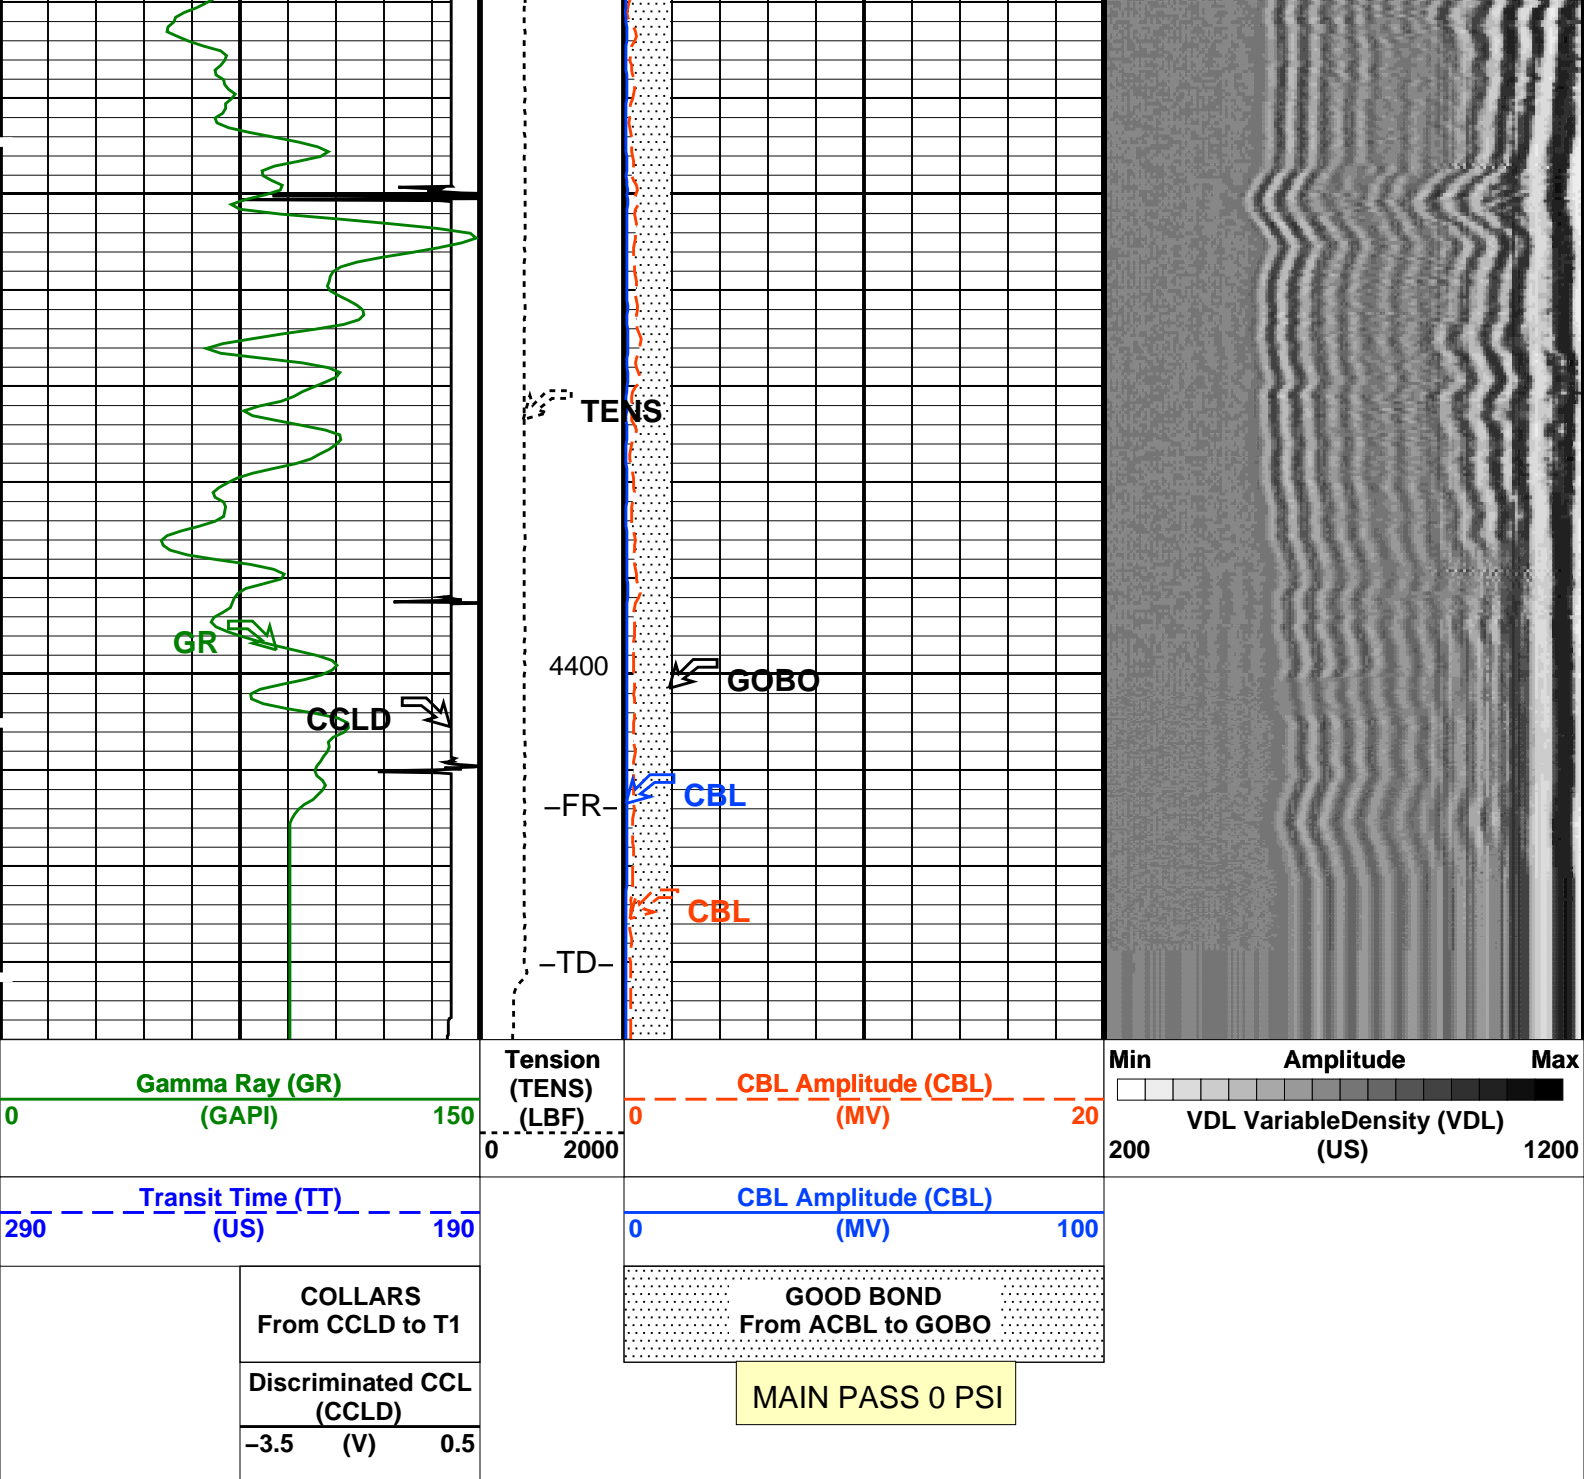 TENS
GR
4400
GOBO
CCLD
CBL
–FR–
CBL
–TD–
Gamma Ray (GR)
0 (GAPI) 150
Tension
(TENS)
(LBF)
0 2000
CBL Amplitude (CBL)
0 (MV) 20
Min Amplitude Max
VDL VariableDensity (VDL)
200 (US) 1200
Transit Time (TT)
290 (US) 190
CBL Amplitude (CBL)
0 (MV) 100
COLLARS
From CCLD to T1
GOOD BOND
From ACBL to GOBO
Discriminated CCL
(CCLD)
–3.5 (V) 0.5
MAIN PASS 0 PSI